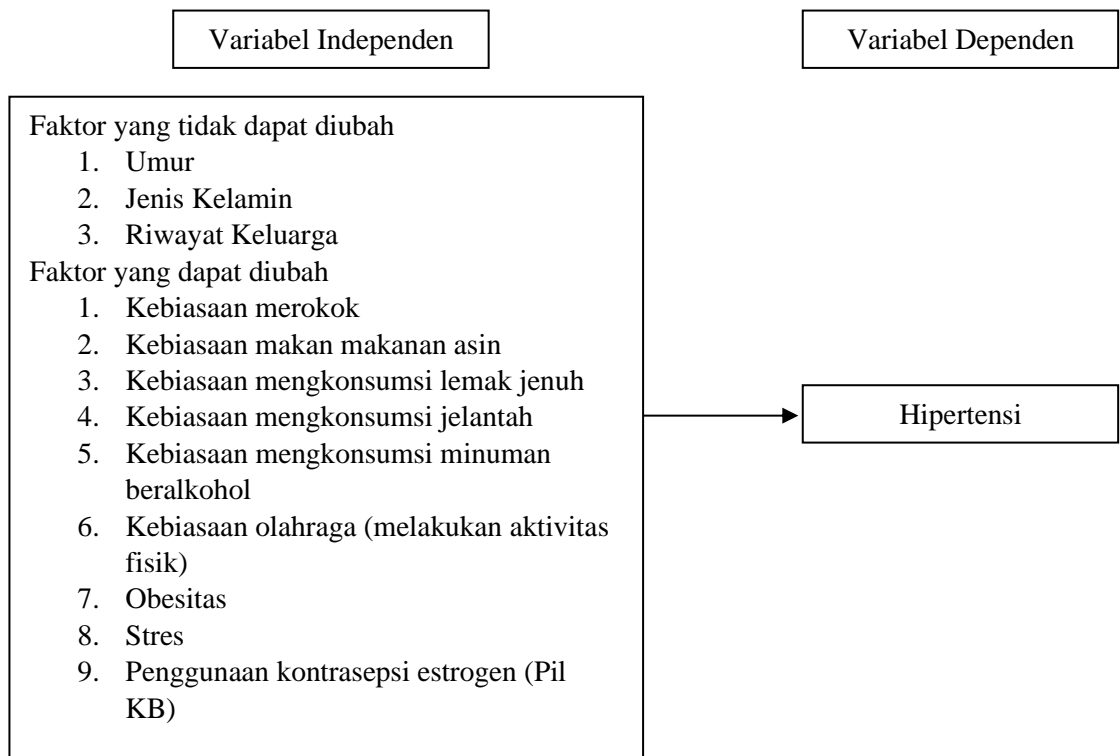 Variabel Independen
Variabel Dependen
Faktor yang tidak dapat diubah
1. Umur
2. Jenis Kelamin
3. Riwayat Keluarga
Faktor yang dapat diubah
1. Kebiasaan merokok
2. Kebiasaan makan makanan asin
3. Kebiasaan mengkonsumsi lemak jenuh
4. Kebiasaan mengkonsumsi jelantah
5. Kebiasaan mengkonsumsi minuman
beralkohol
6. Kebiasaan olahraga (melakukan aktivitas
fisik)
7. Obesitas
8. Stres
9. Penggunaan kontrasepsi estrogen (Pil
KB)
Hipertensi